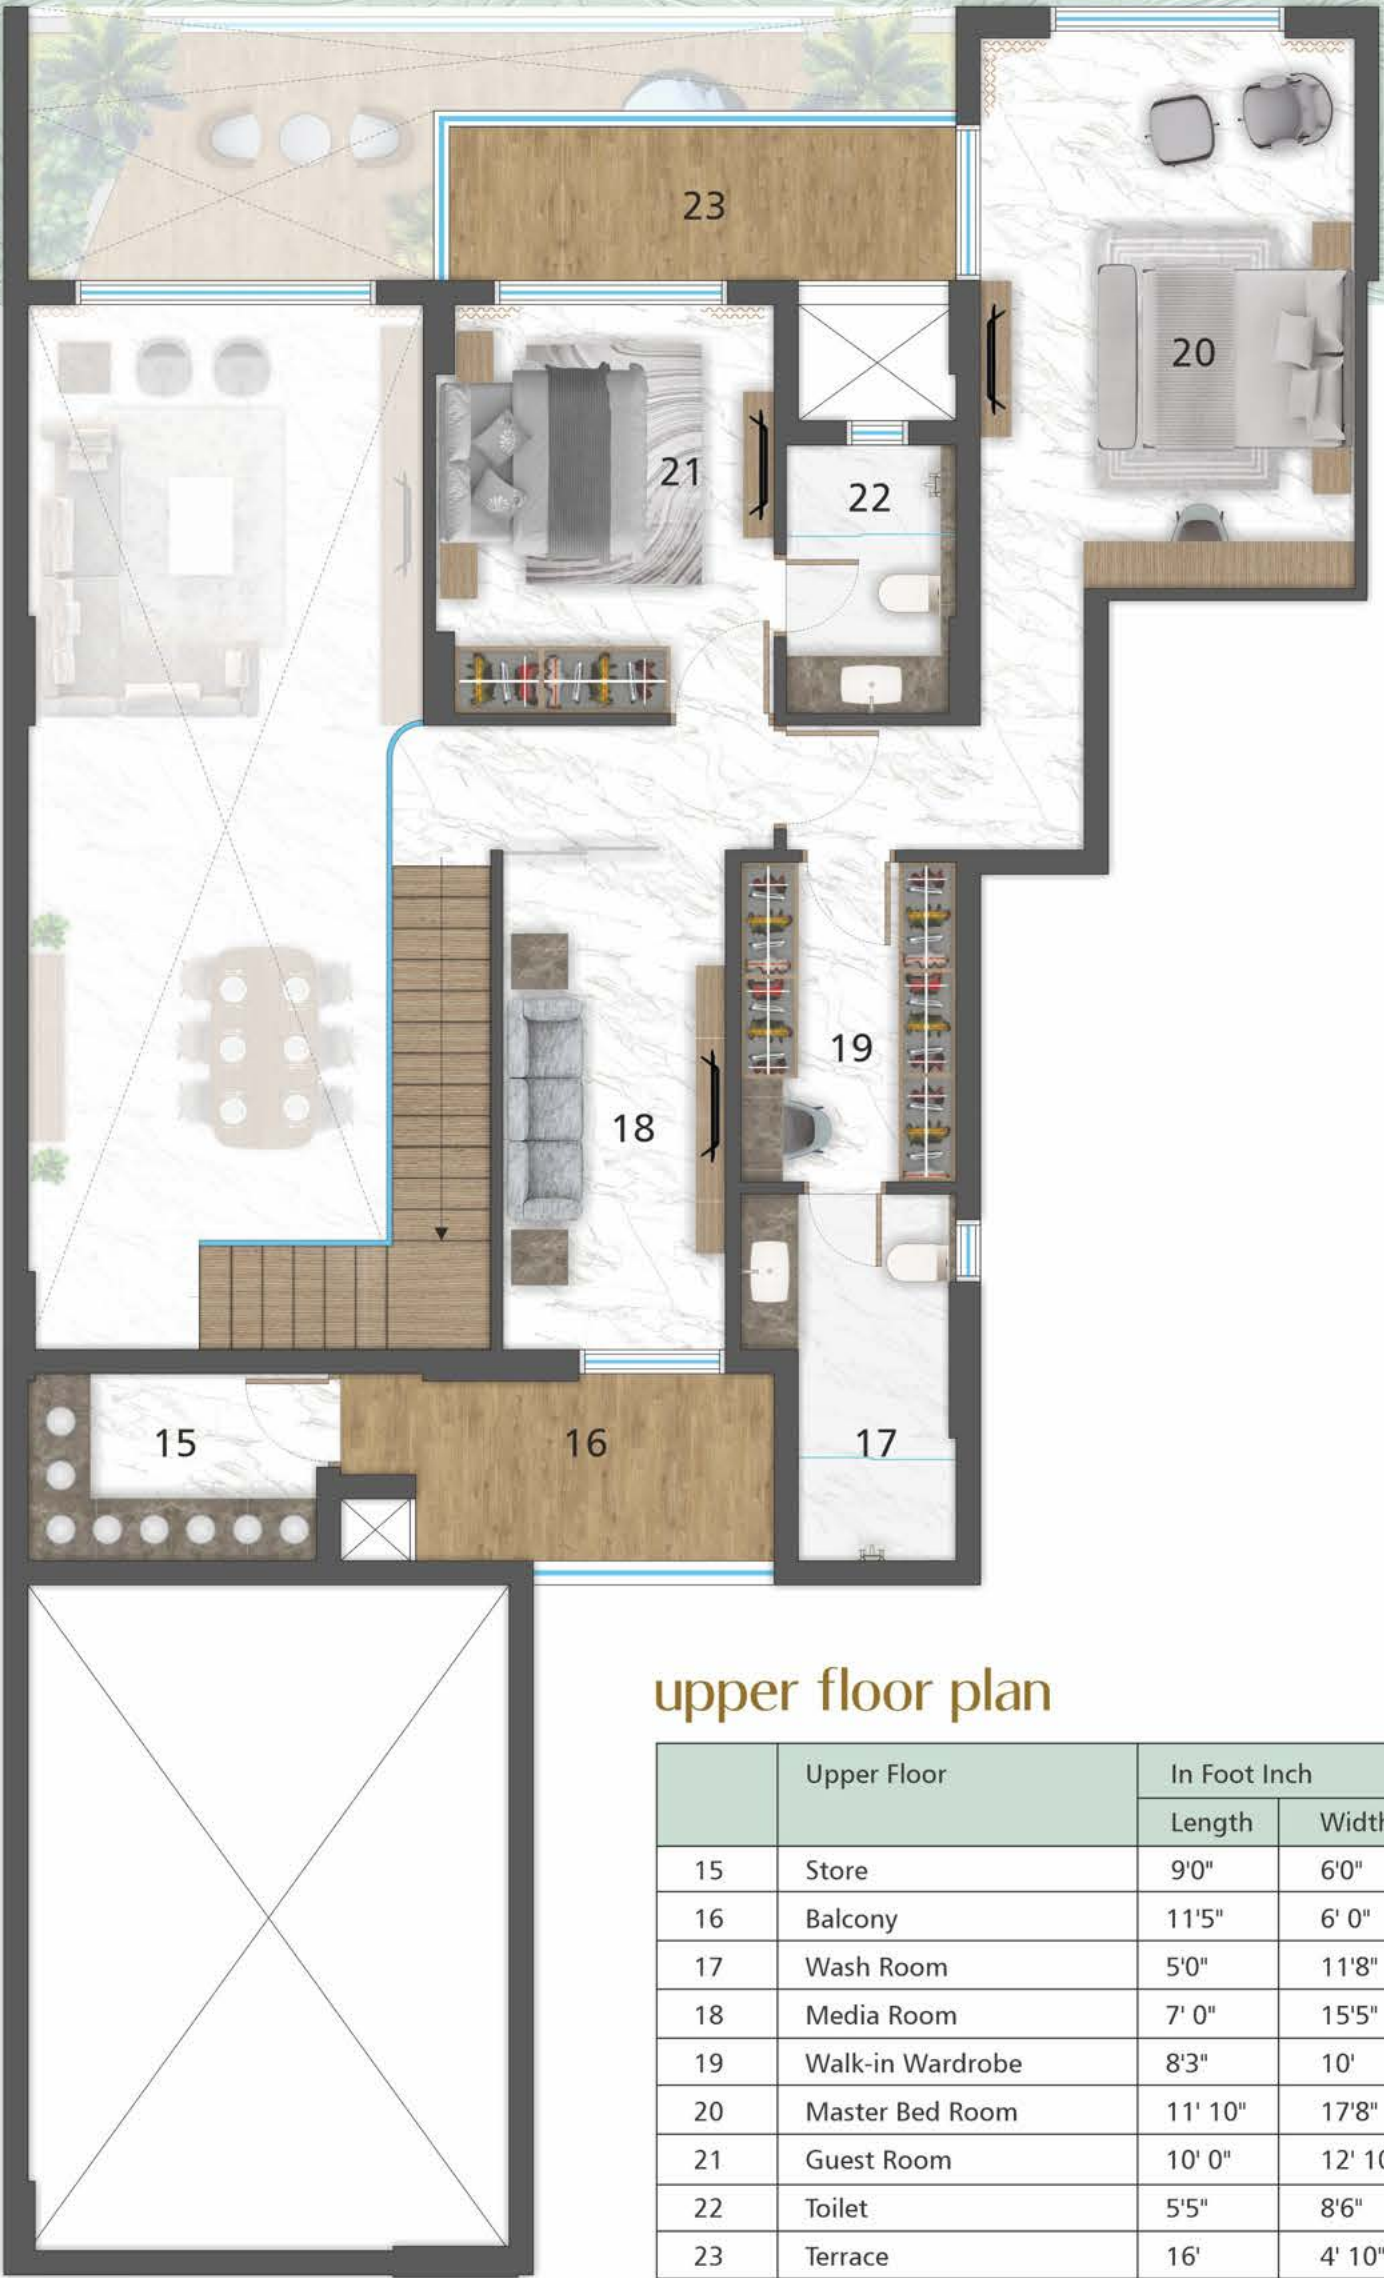 23
20
21
22
19
18
15
16
17
upper floor plan
Upper Floor In Foot Inch
Length Width
15 Store 9'0" 6'0"
16 Balcony 11'5" 6' 0"
17 Wash Room 5'0" 11'8"
18 Media Room 7' 0" 15'5"
19 Walk-in Wardrobe 8'3" 10'
20 Master Bed Room 11' 10" 17'8"
21 Guest Room 10' 0" 12' 10
22 Toilet 5'5" 8'6"
23 Terrace 16' 4' 10"